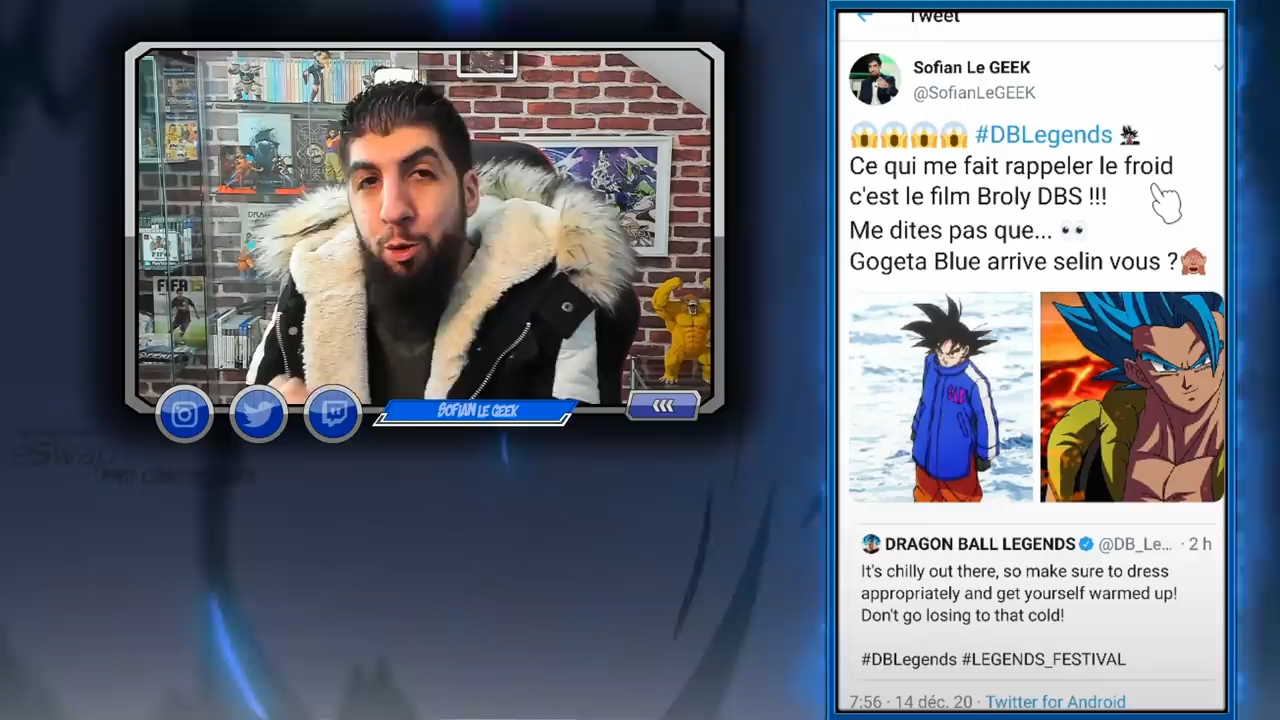 FIFA 15
SOFIAN LE GEEK
Tweet
Sofian Le GEEK
@SofianLeGEEK
😱😱😱😱 #DBLegends
Ce qui me fait rappeler le froid
c'est le film Broly DBS !!!
Me dites pas que... 👀
Gogeta Blue arrive selin vous ?🙈
DRAGON BALL LEGENDS @DB_Le... · 2 h
It's chilly out there, so make sure to dress
appropriately and get yourself warmed up!
Don't go losing to that cold!
#DBLegends #LEGENDS_FESTIVAL
7:56 · 14 déc. 20 · Twitter for Android